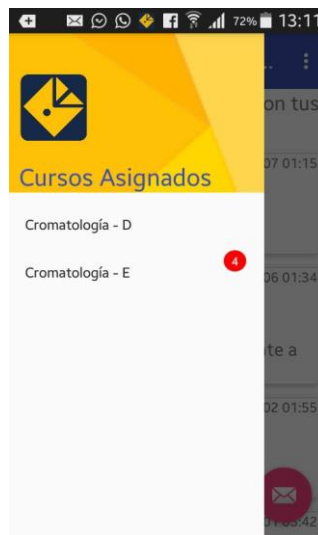 72% 13:11
..
on tus
Cursos Asignados
07 01:15
Cromatología - D
Cromatología - E
4
06 01:34
te a
02 01:55